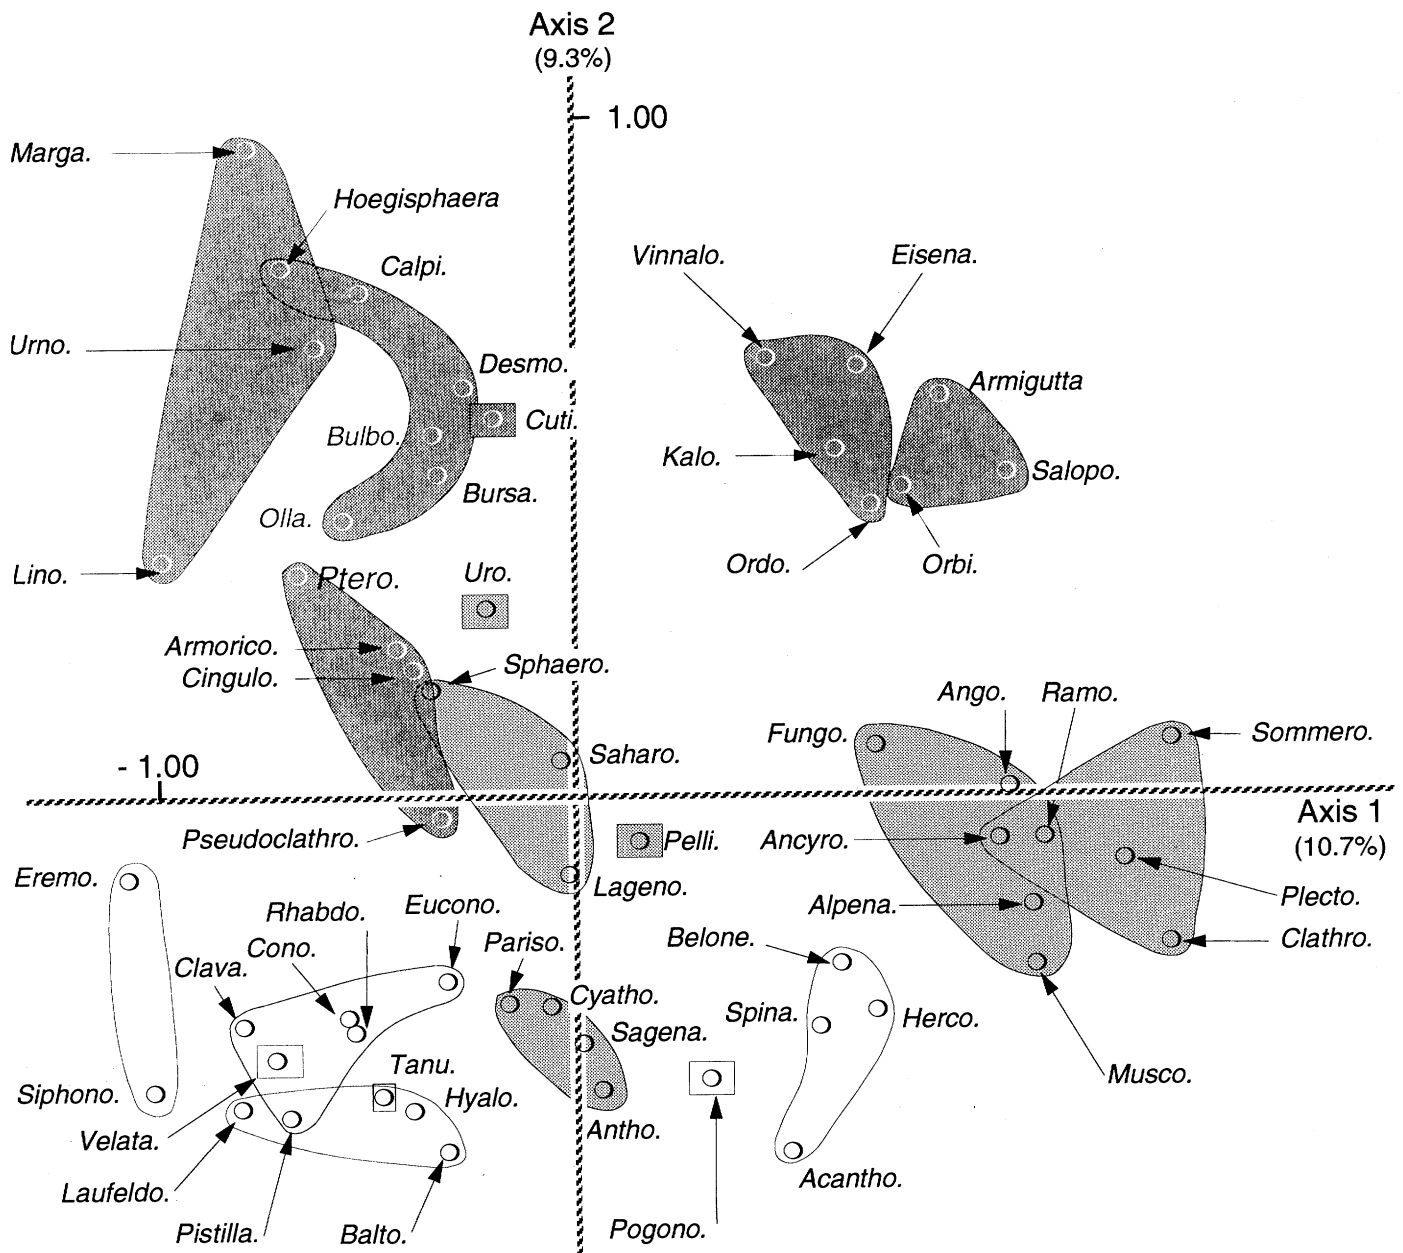 Axis 2
(9.3%)
1.00
Marga.
Hoegisphaera
Calpi.
Vinnalo.
Eisena.
Urno.
Desmo.
Armigutta
Cuti.
Bulbo.
Kalo.
Salopo.
Bursa.
Olla.
Ordo.
Orbi.
Lino.
Ptero.
Uro.
Armorico.
Cingulo.
Sphaero.
Ango.
Ramo.
Fungo.
Sommero.
Saharo.
- 1.00
Axis 1
(10.7%)
Pseudoclathro.
Pelli.
Ancyro.
Eremo.
Lageno.
Plecto.
Rhabdo.
Eucono.
Alpena.
Cono.
Pariso.
Belone.
Clathro.
Clava.
Cyatho.
Spina.
Herco.
Sagena.
Tanu.
Musco.
Siphono.
Hyalo.
Velata.
Antho.
Laufeldo.
Acantho.
Pistilla.
Balto.
Pogono.